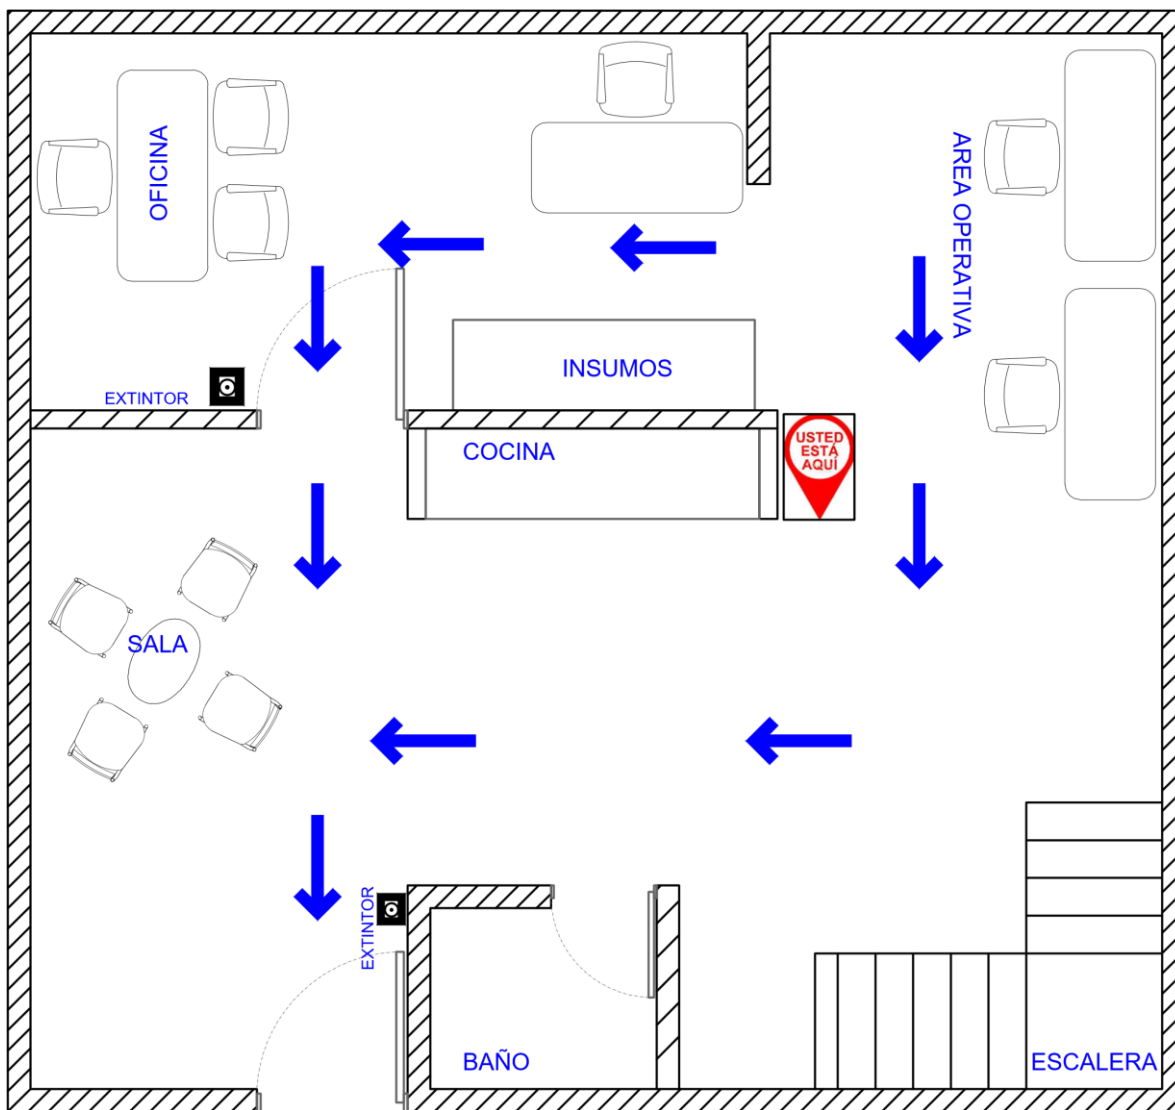 OFICINA
AREA OPERATIVA
INSUMOS
EXTINTOR
COCINA
USTED
ESTÁ
AQUÍ
SALA
EXTINTOR
BAÑO
ESCALERA